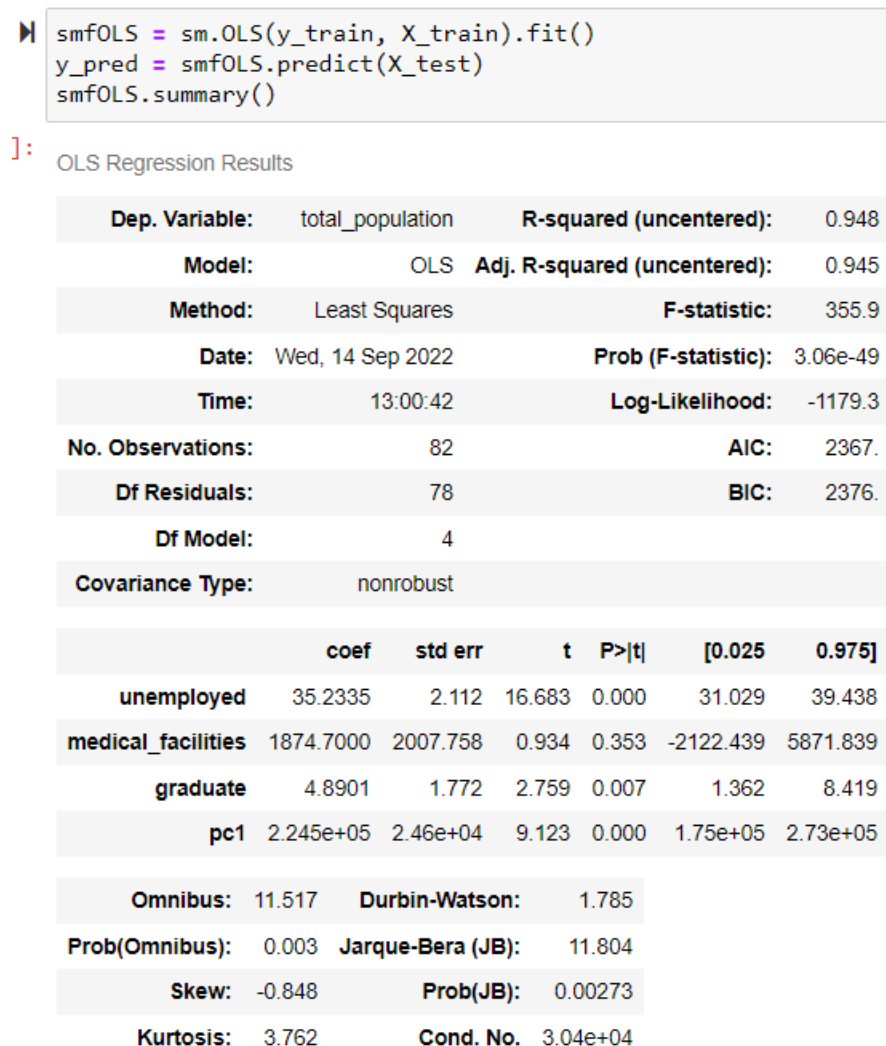 smfOLS = sm.OLS(y_train, X_train).fit()
y_pred = smfOLS.predict(X_test)
smfOLS.summary()
]:
OLS Regression Results
Dep. Variable: total_population R-squared (uncentered): 0.948
Model: OLS Adj. R-squared (uncentered): 0.945
Method: Least Squares F-statistic: 355.9
Date: Wed, 14 Sep 2022 Prob (F-statistic): 3.06e-49
Time: 13:00:42 Log-Likelihood: -1179.3
No. Observations: 82 AIC: 2367.
Df Residuals: 78 BIC: 2376.
Df Model: 4
Covariance Type: nonrobust
coef std err t P>|t| [0.025 0.975]
unemployed 35.2335 2.112 16.683 0.000 31.029 39.438
medical_facilities 1874.7000 2007.758 0.934 0.353 -2122.439 5871.839
graduate 4.8901 1.772 2.759 0.007 1.362 8.419
pc1 2.245e+05 2.46e+04 9.123 0.000 1.75e+05 2.73e+05
Omnibus: 11.517 Durbin-Watson: 1.785
Prob(Omnibus): 0.003 Jarque-Bera (JB): 11.804
Skew: -0.848 Prob(JB): 0.00273
Kurtosis: 3.762 Cond. No. 3.04e+04